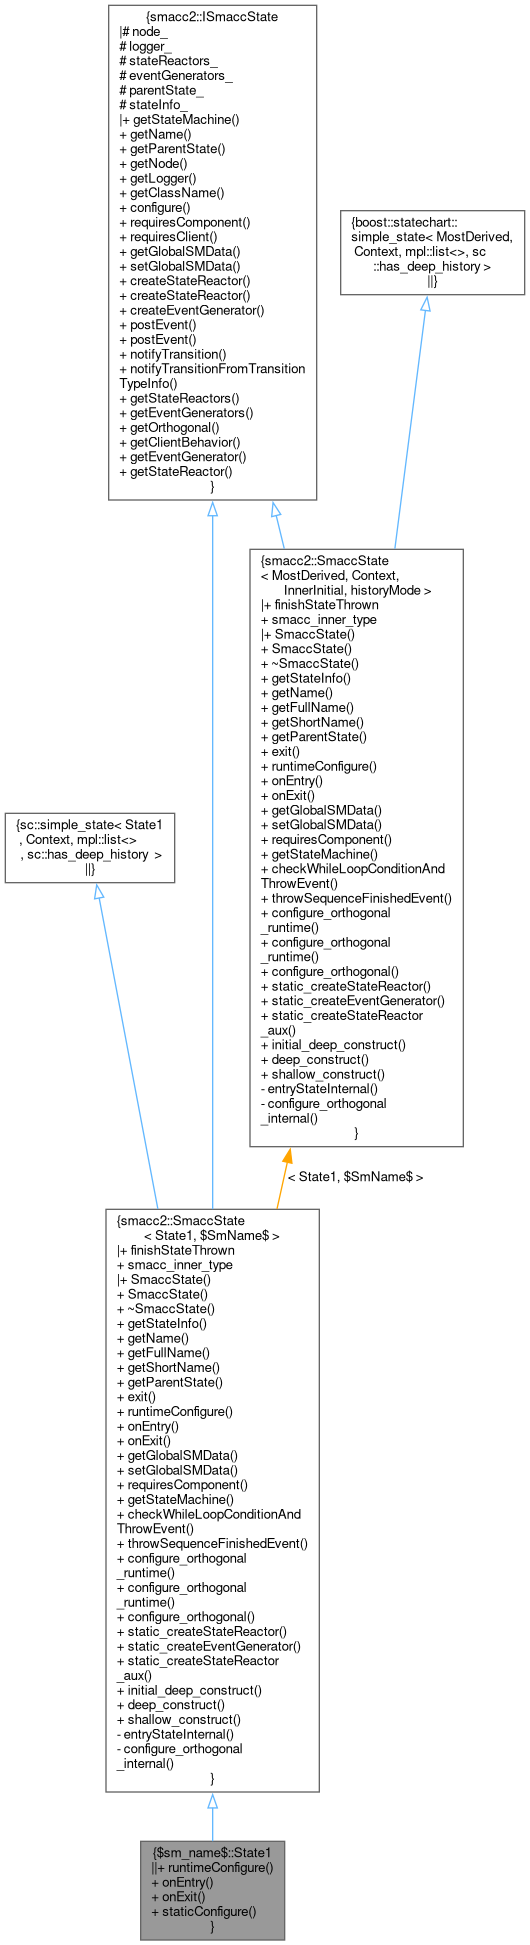 {smacc2::ISmaccState
|# node_
# logger_
# stateReactors_
# eventGenerators_
# parentState_
# stateInfo_
|+ getStateMachine()
+ getName()
+ getParentState()
+ getNode()
+ getLogger()
+ getClassName()
+ configure()
+ requiresComponent()
+ requiresClient()
+ getGlobalSMData()
+ setGlobalSMData()
+ createStateReactor()
+ createStateReactor()
+ createEventGenerator()
+ postEvent()
+ postEvent()
+ notifyTransition()
+ notifyTransitionFromTransition
TypeInfo()
+ getStateReactors()
+ getEventGenerators()
+ getOrthogonal()
+ getClientBehavior()
+ getEventGenerator()
+ getStateReactor()
}
{boost::statechart::
simple_state< MostDerived,
Context, mpl::list<>, sc
::has_deep_history >
||}
{smacc2::SmaccState
< MostDerived, Context,
InnerInitial, historyMode >
|+ finishStateThrown
+ smacc_inner_type
|+ SmaccState()
+ SmaccState()
+ ~SmaccState()
+ getStateInfo()
+ getName()
+ getFullName()
+ getShortName()
+ getParentState()
+ exit()
+ runtimeConfigure()
+ onEntry()
+ onExit()
+ getGlobalSMData()
+ setGlobalSMData()
+ requiresComponent()
+ getStateMachine()
+ checkWhileLoopConditionAnd
ThrowEvent()
+ throwSequenceFinishedEvent()
+ configure_orthogonal
_runtime()
+ configure_orthogonal
_runtime()
+ configure_orthogonal()
+ static_createStateReactor()
+ static_createEventGenerator()
+ static_createStateReactor
_aux()
+ initial_deep_construct()
+ deep_construct()
+ shallow_construct()
- entryStateInternal()
- configure_orthogonal
_internal()
}
{sc::simple_state< State1
, Context, mpl::list<>
, sc::has_deep_history >
||}
< State1, $SmName$ >
{smacc2::SmaccState
< State1, $SmName$ >
|+ finishStateThrown
+ smacc_inner_type
|+ SmaccState()
+ SmaccState()
+ ~SmaccState()
+ getStateInfo()
+ getName()
+ getFullName()
+ getShortName()
+ getParentState()
+ exit()
+ runtimeConfigure()
+ onEntry()
+ onExit()
+ getGlobalSMData()
+ setGlobalSMData()
+ requiresComponent()
+ getStateMachine()
+ checkWhileLoopConditionAnd
ThrowEvent()
+ throwSequenceFinishedEvent()
+ configure_orthogonal
_runtime()
+ configure_orthogonal
_runtime()
+ configure_orthogonal()
+ static_createStateReactor()
+ static_createEventGenerator()
+ static_createStateReactor
_aux()
+ initial_deep_construct()
+ deep_construct()
+ shallow_construct()
- entryStateInternal()
- configure_orthogonal
_internal()
}
{$sm_name$::State1
||+ runtimeConfigure()
+ onEntry()
+ onExit()
+ staticConfigure()
}